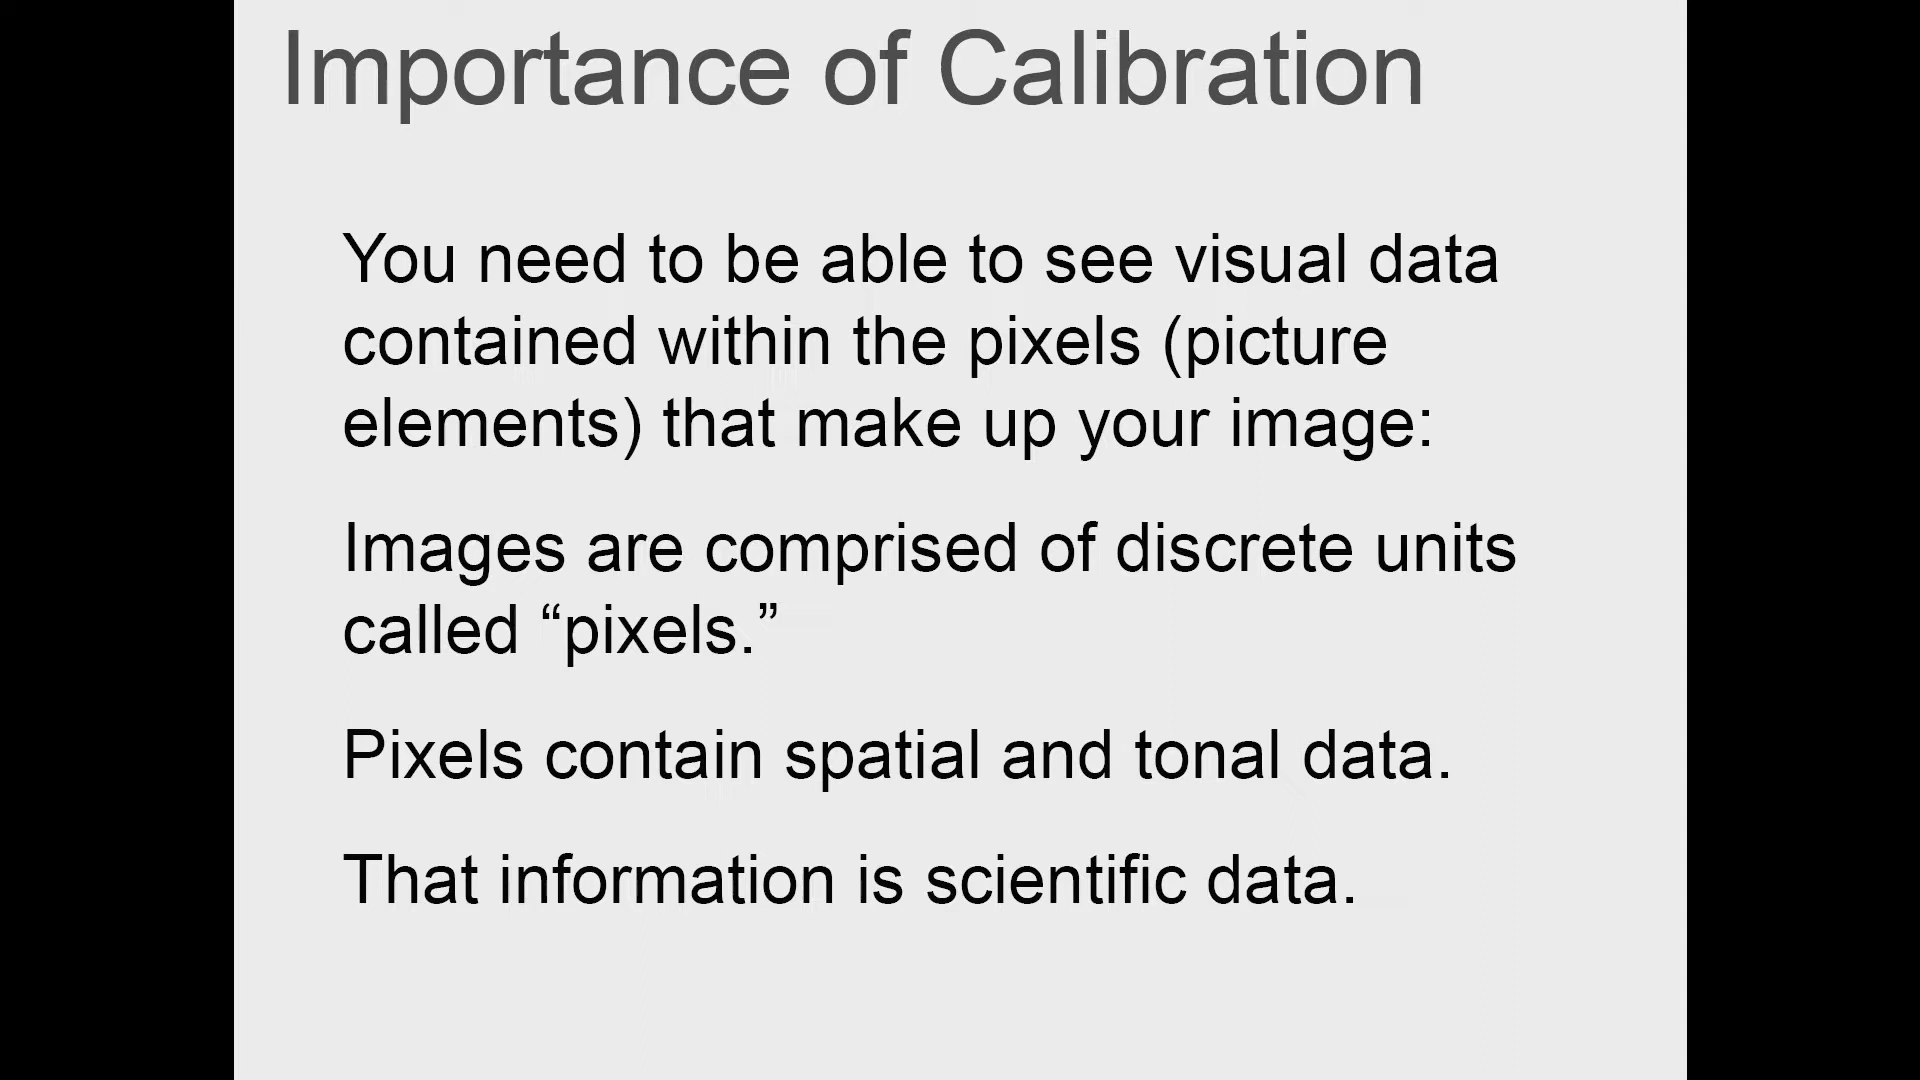 Importance of Calibration
You need to be able to see visual data
contained within the pixels (picture
elements) that make up your image:
Images are comprised of discrete units
called “pixels.”
Pixels contain spatial and tonal data.
That information is scientific data.